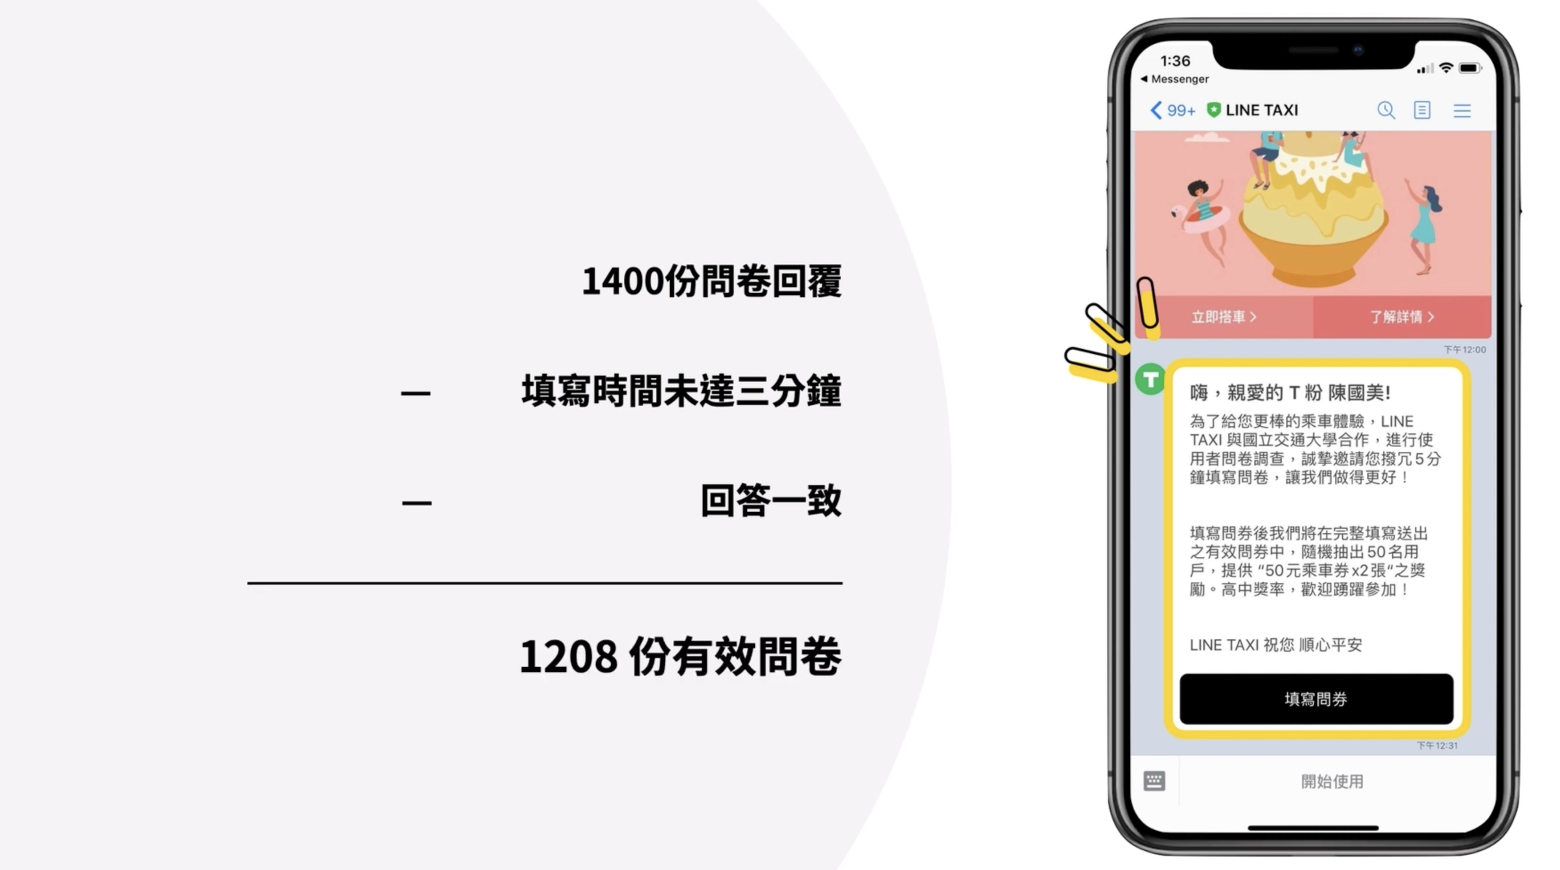 1400份問卷回覆
— 填寫時間未達三分鐘
— 回答一致
1208 份有效問卷
1:36
◀ Messenger
99+ LINE TAXI
立即搭車 > 了解詳情 >
下午12:00
T
嗨，親愛的 T 粉 陳國美!
為了給您更棒的乘車體驗，LINE
TAXI 與國立交通大學合作，進行使
用者問卷調查，誠摯邀請您撥冗 5 分
鐘填寫問卷，讓我們做得更好！
填寫問券後我們將在完整填寫送出
之有效問券中，隨機抽出 50 名用
戶，提供 “50元乘車券 x2張“之獎
勵。高中獎率，歡迎踴躍參加！
LINE TAXI 祝您 順心平安
填寫問券
下午12:31
開始使用